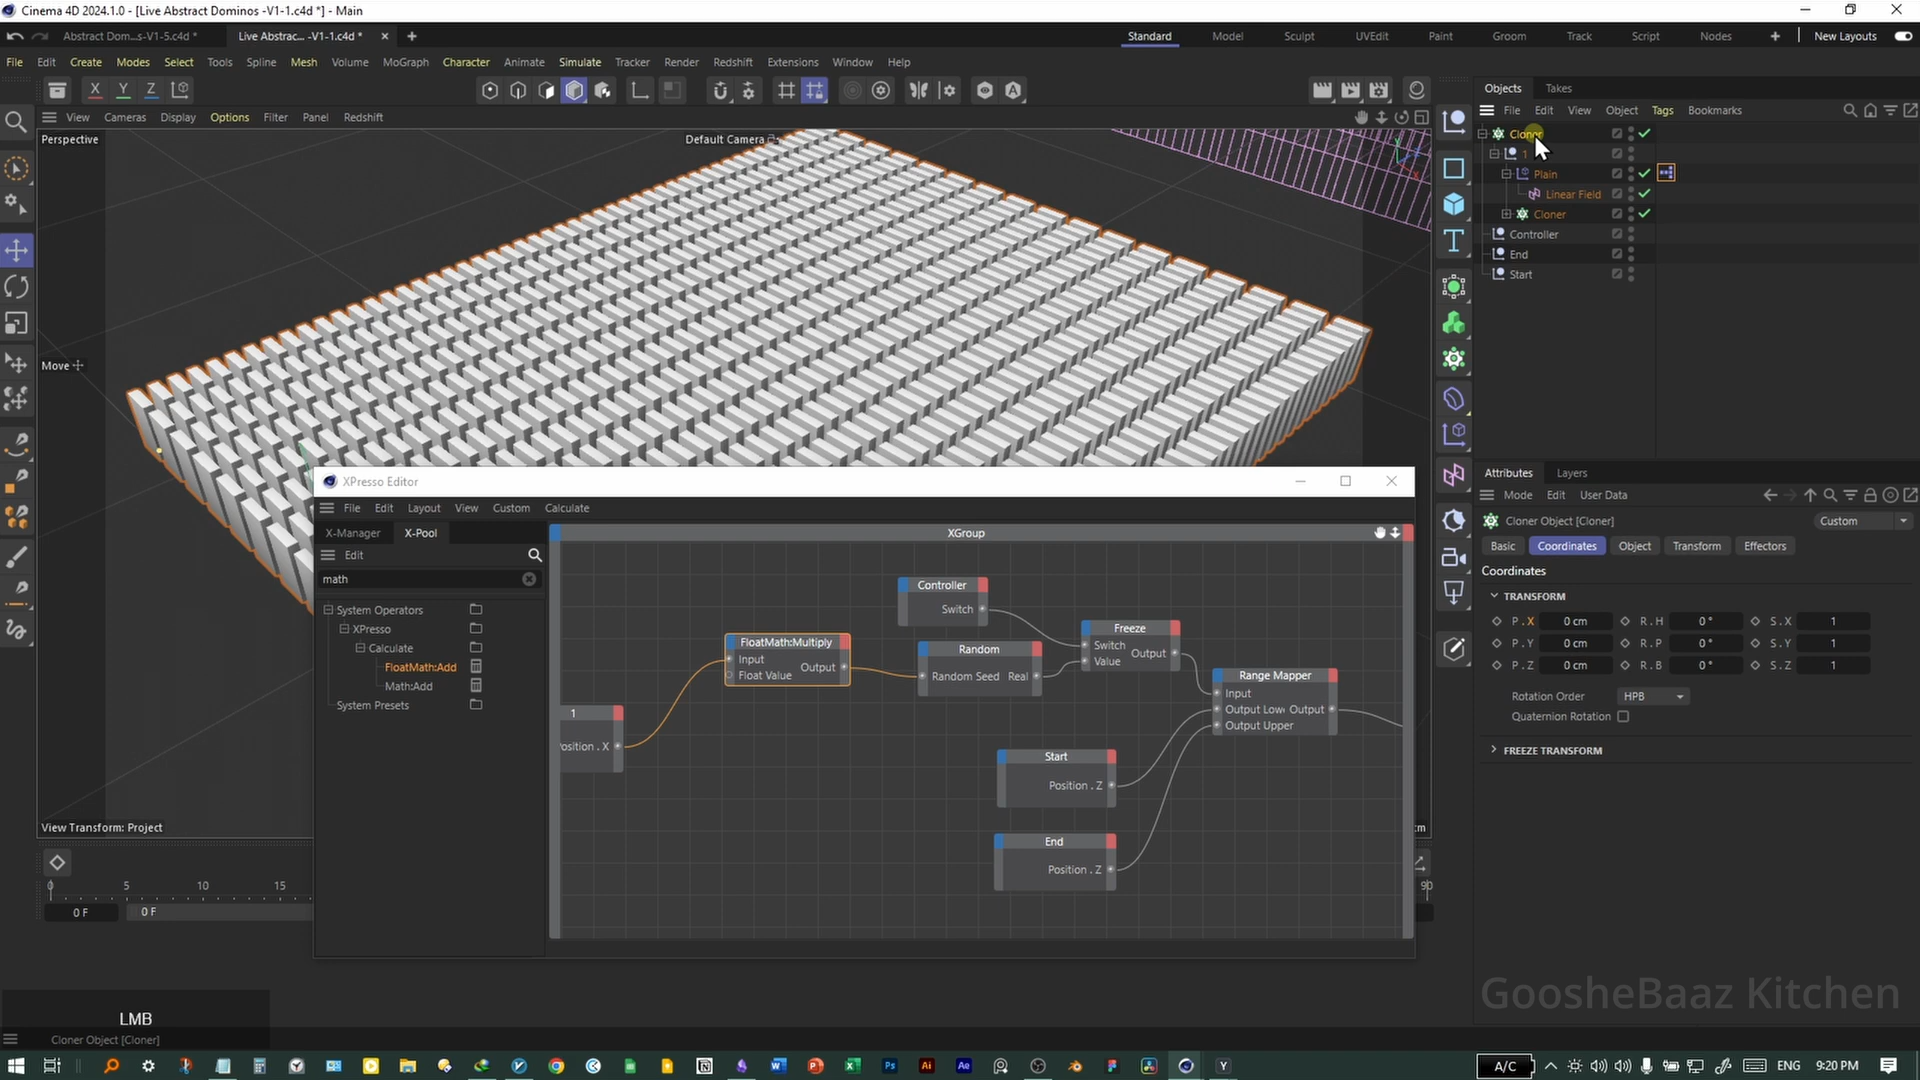 Cinema 4D 2024.1.0 - [Live Abstract Dominos -V1-1.c4d *] - Main
Abstract Dom...s-V1-5.c4d *
Live Abstrac... -V1-1.c4d *
Standard
Model
Sculpt
UVEdit
Paint
Groom
Track
Script
Nodes
New Layouts
File Edit Create Modes Select Tools Spline Mesh Volume MoGraph Character Animate Simulate Tracker Render Redshift Extensions Window Help
X Y Z
View Cameras Display Options Filter Panel Redshift
Perspective
Default Camera
Move
View Transform: Project
Objects
Takes
File Edit View Object Tags Bookmarks
Cloner
1
Plain
Linear Field
Cloner
Controller
End
Start
XPresso Editor
File Edit Layout View Custom Calculate
X-Manager
X-Pool
XGroup
Edit
math
System Operators
XPresso
Calculate
FloatMath:Add
Math:Add
System Presets
1
osition . X
FloatMath:Multiply
Input
Output
Float Value
Controller
Switch
Random
Random Seed Real
Freeze
Switch
Output
Value
Range Mapper
Input
Output Low Output
Output Upper
Start
Position . Z
End
Position . Z
cm
Attributes
Layers
Mode Edit User Data
Cloner Object [Cloner]
Custom
Basic
Coordinates
Object
Transform
Effectors
Coordinates
TRANSFORM
P . X 0 cm R . H 0 ° S . X 1
P . Y 0 cm R . P 0 ° S . Y 1
P . Z 0 cm R . B 0 ° S . Z 1
Rotation Order HPB
Quaternion Rotation
FREEZE TRANSFORM
0 5 10 15
90
0 F
0 F
GoosheBaaz Kitchen
LMB
Cloner Object [Cloner]
A/C
ENG
9:20 PM